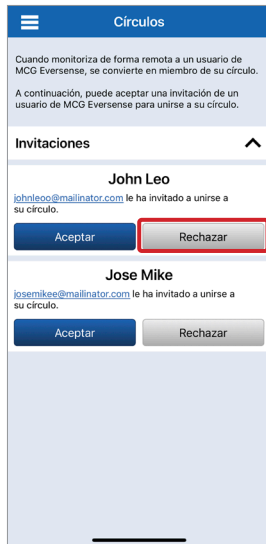 Círculos
Cuando monitoriza de forma remota a un usuario de
MCG Eversense, se convierte en miembro de su círculo.
A continuación, puede aceptar una invitación de un
usuario de MCG Eversense para unirse a su círculo.
Invitaciones
John Leo
johnleoo@mailinator.com le ha invitado a unirse a
su círculo.
Aceptar Rechazar
Jose Mike
josemikee@mailinator.com le ha invitado a unirse a
su círculo.
Aceptar Rechazar